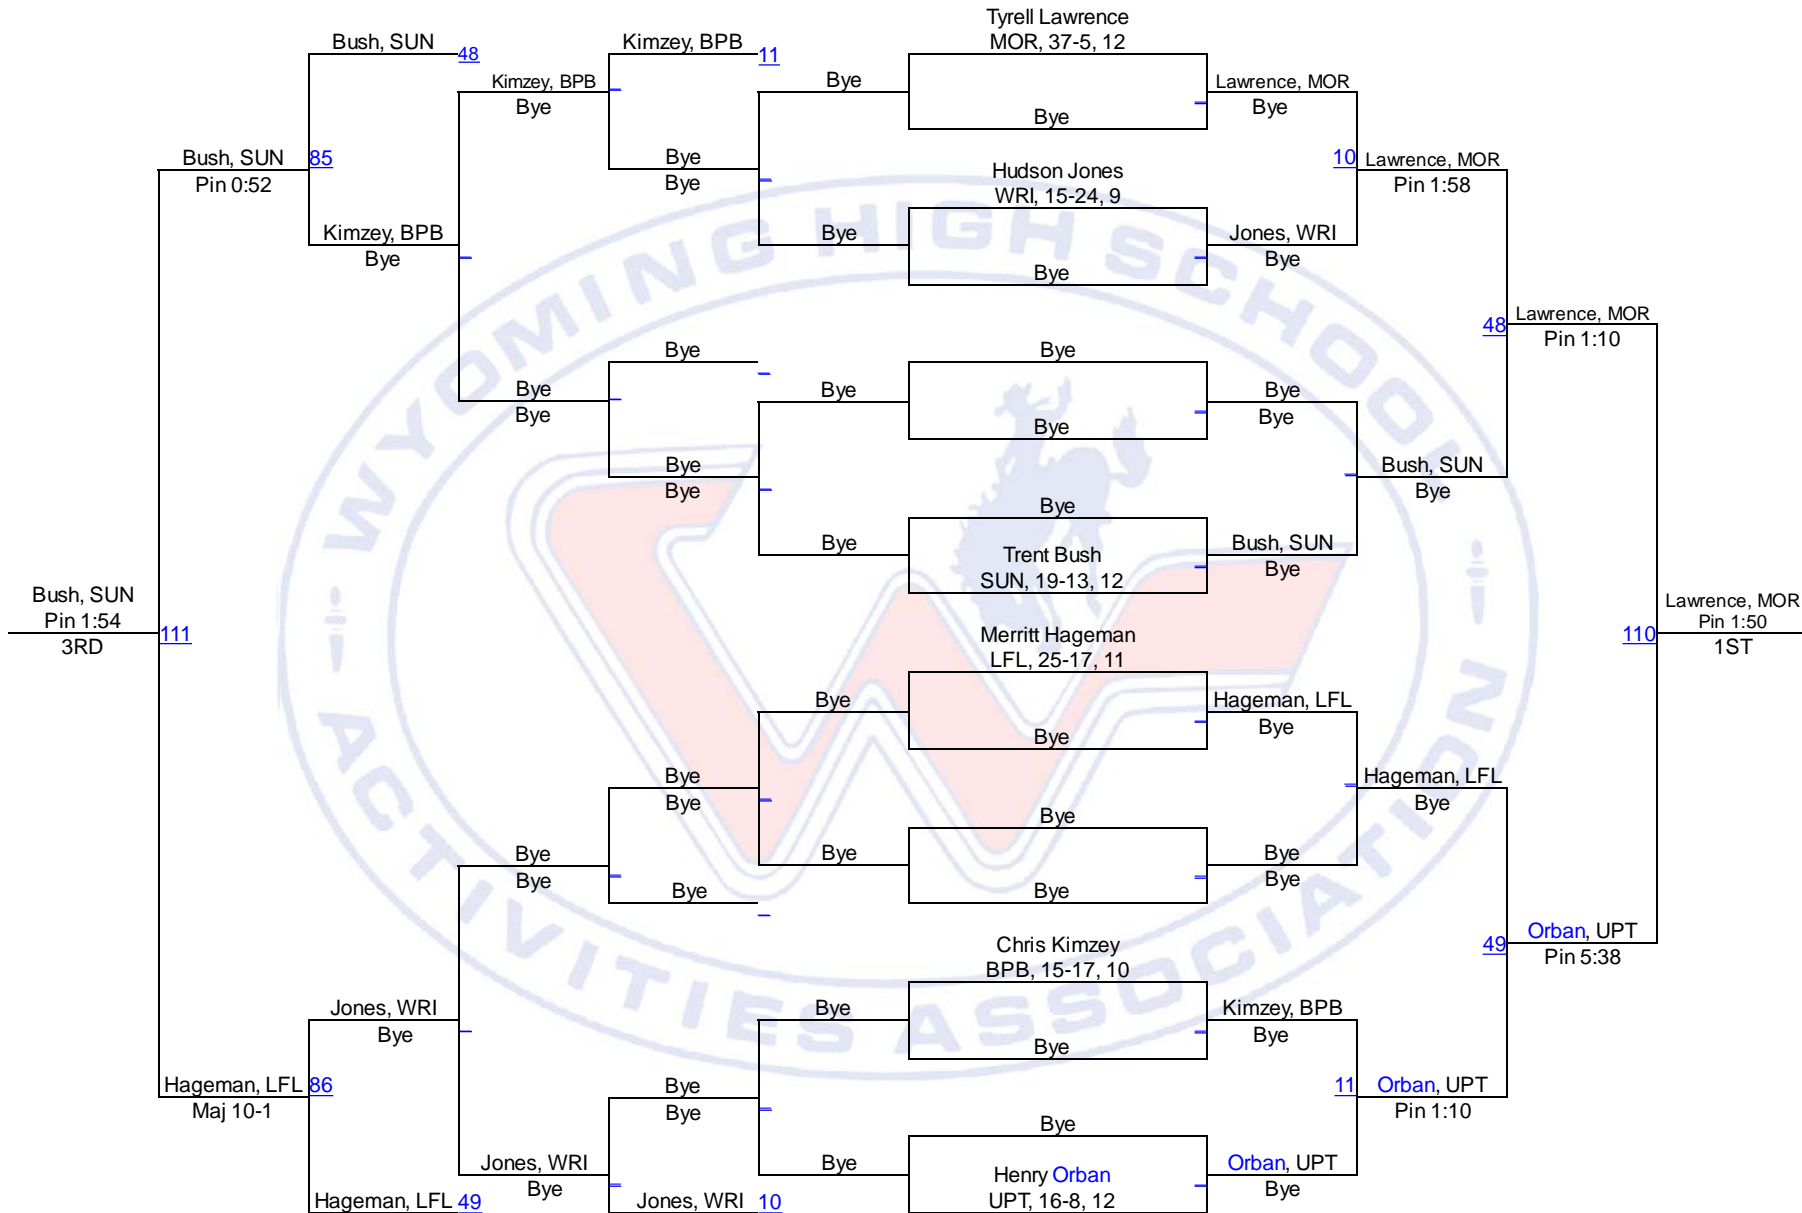 Tyrell Lawrence
Bush, SUN
48
Kimzey, BPB
11
MOR, 37-5, 12
Kimzey, BPB
Bye
Bye
Lawrence, MOR
Bye
Bye
Bush, SUN
85
Pin 0:52
Bye
Bye
Hudson Jones
WRI, 15-24, 9
10
Lawrence, MOR
Pin 1:58
Kimzey, BPB
Bye
Bye
Bye
Jones, WRI
Bye
WYOMING HIGH SCHOOL
Lawrence, MOR
48
Pin 1:10
Bye
Bye
Bye
Bye
Bye
Bye
Bye
Bye
Bye
Bye
Bye
Bush, SUN
Bye
Bye
Bye
Trent Bush
SUN, 19-13, 12
Bush, SUN
Bye
Bush, SUN
Pin 1:54
111
3RD
Merritt Hageman
LFL, 25-17, 11
Lawrence, MOR
Pin 1:50
110
1ST
Bye
Bye
Hageman, LFL
Bye
Bye
Bye
Hageman, LFL
Bye
Bye
Bye
Bye
Bye
Bye
Bye
Bye
Bye
Chris Kimzey
BPB, 15-17, 10
49
Orban, UPT
Pin 5:38
Jones, WRI
Bye
Bye
Bye
Kimzey, BPB
Bye
ACTIVITIES ASSOCIATION
Hageman, LFL
86
Maj 10-1
Bye
Bye
11
Orban, UPT
Pin 1:10
Jones, WRI
Bye
Bye
Bye
Henry Orban
UPT, 16-8, 12
Orban, UPT
Bye
Hageman, LFL
49
Jones, WRI
10